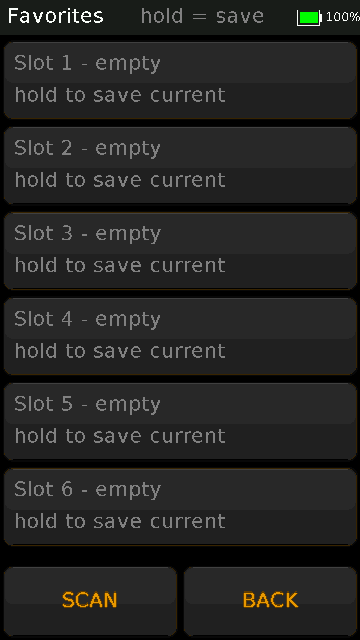 Favorites hold = save 100%
Slot 1 - empty
hold to save current
Slot 2 - empty
hold to save current
Slot 3 - empty
hold to save current
Slot 4 - empty
hold to save current
Slot 5 - empty
hold to save current
Slot 6 - empty
hold to save current
SCAN BACK